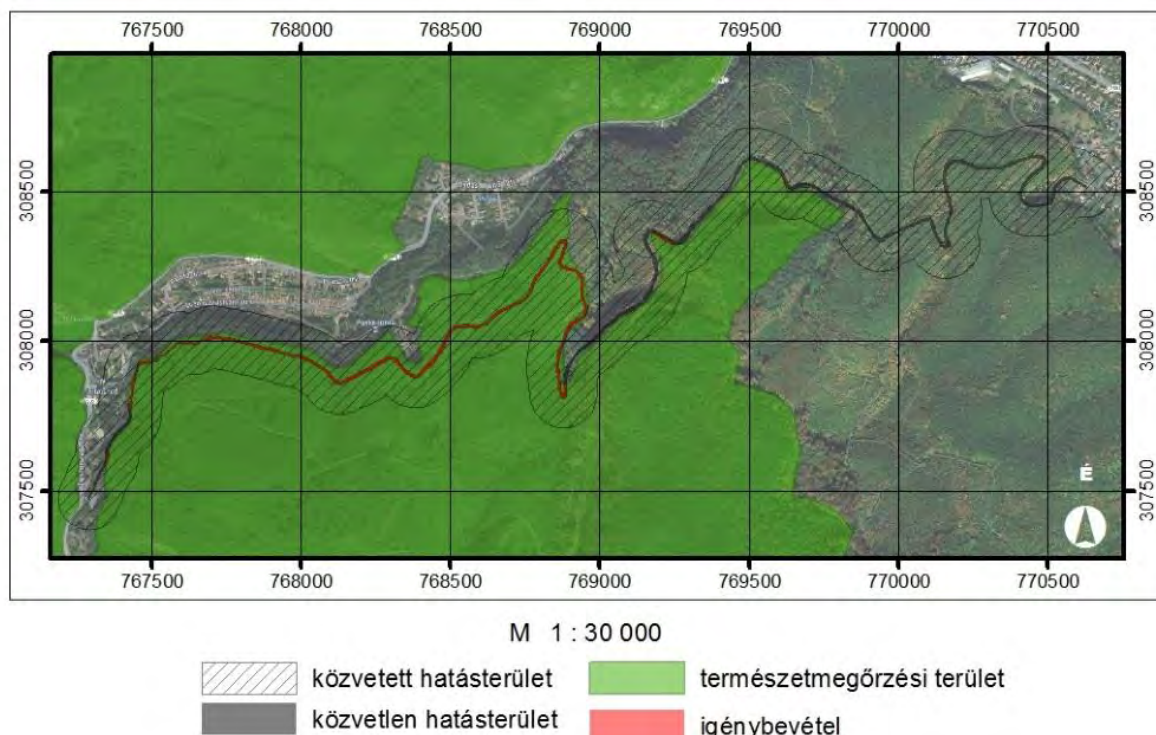 767500 768000 768500 769000 769500 770000 770500
308500 308500
308000 308000
307500 307500
É
767500 768000 768500 769000 769500 770000 770500
M 1 : 30 000
közvetett hatásterület
természetmegőrzési terület
közvetlen hatásterület
igénybevétel